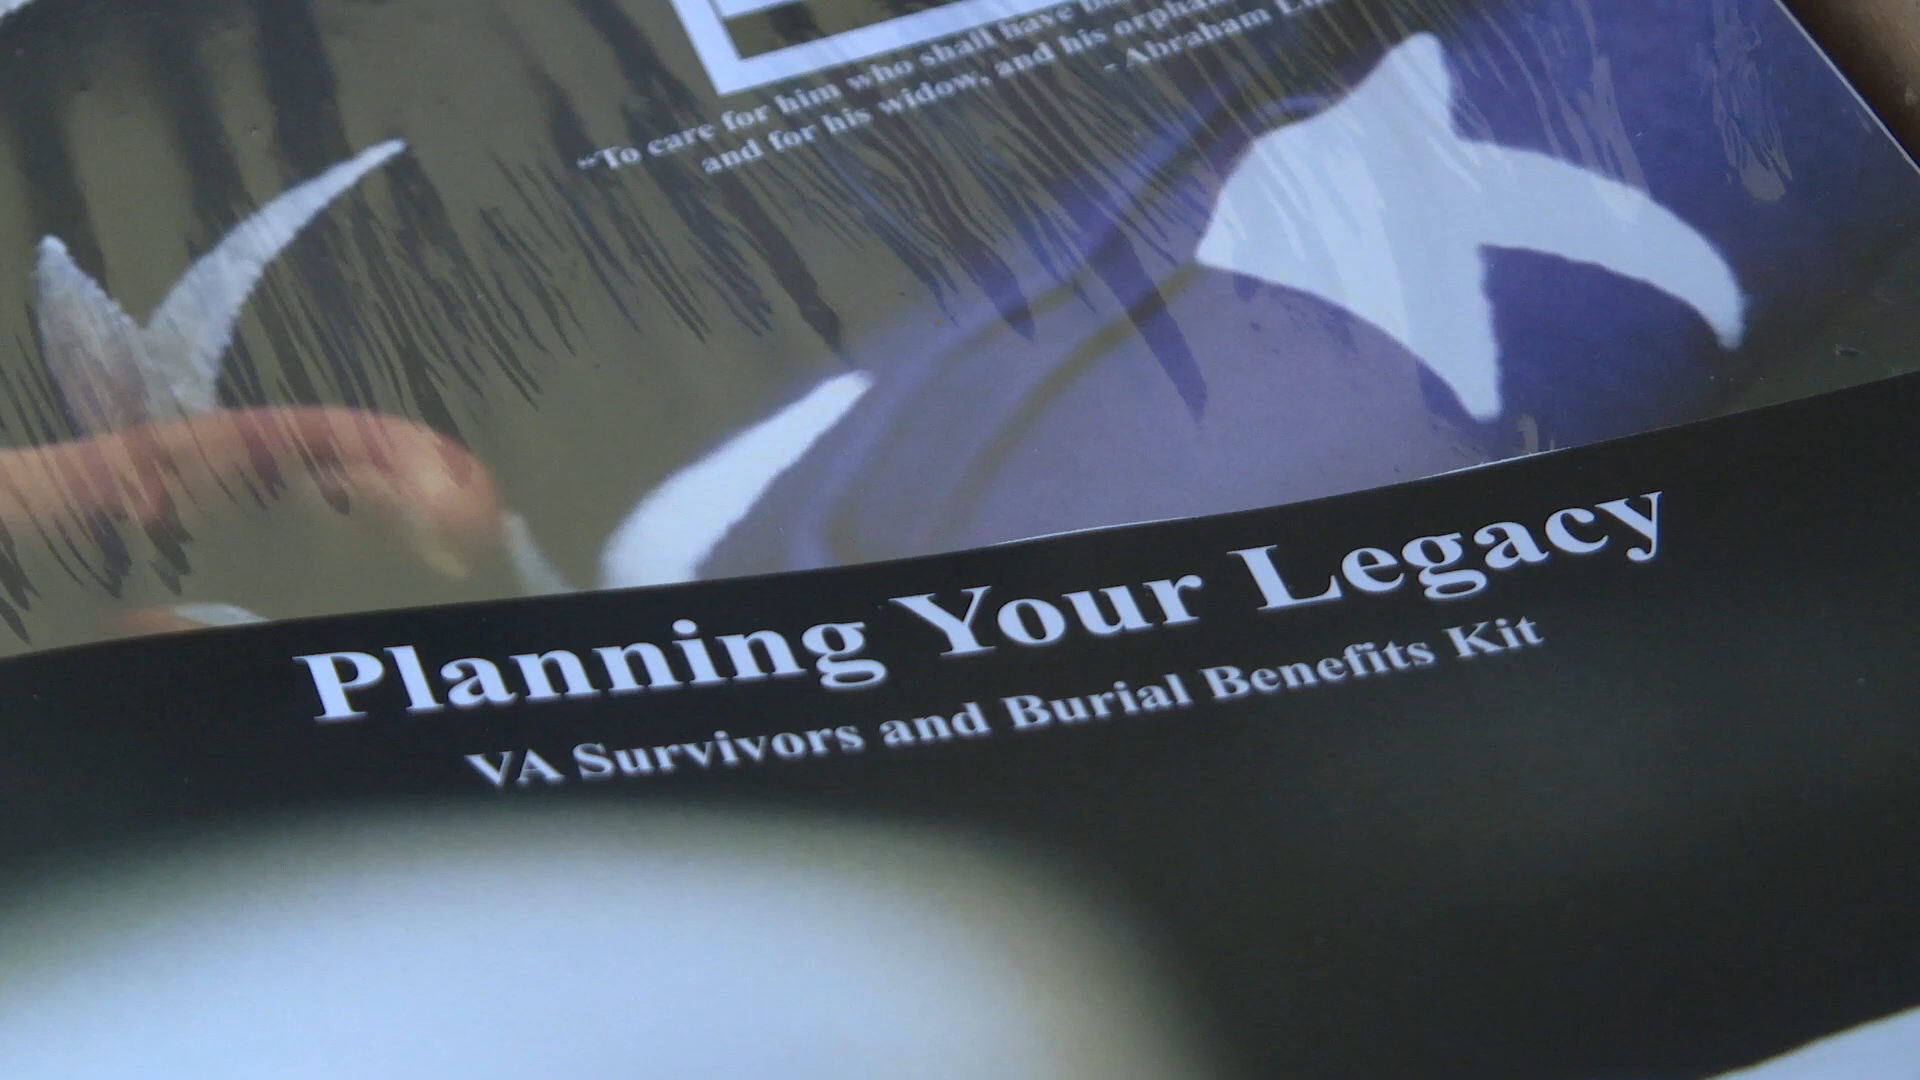 “To care for him who shall have
and for his widow, and his orphan
- Abraham
Planning Your Legacy
VA Survivors and Burial Benefits Kit